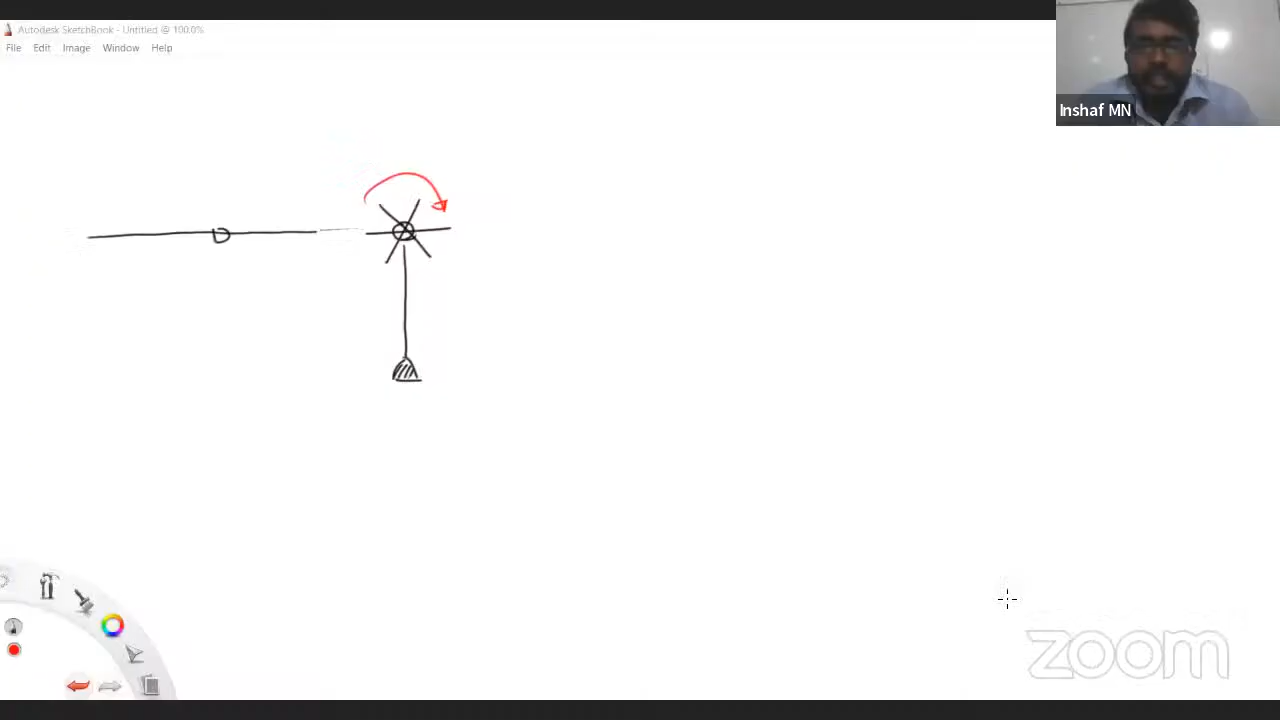 Autodesk SketchBook - Untitled @ 100.0%
File Edit Image Window Help
Inshaf MN
zoom